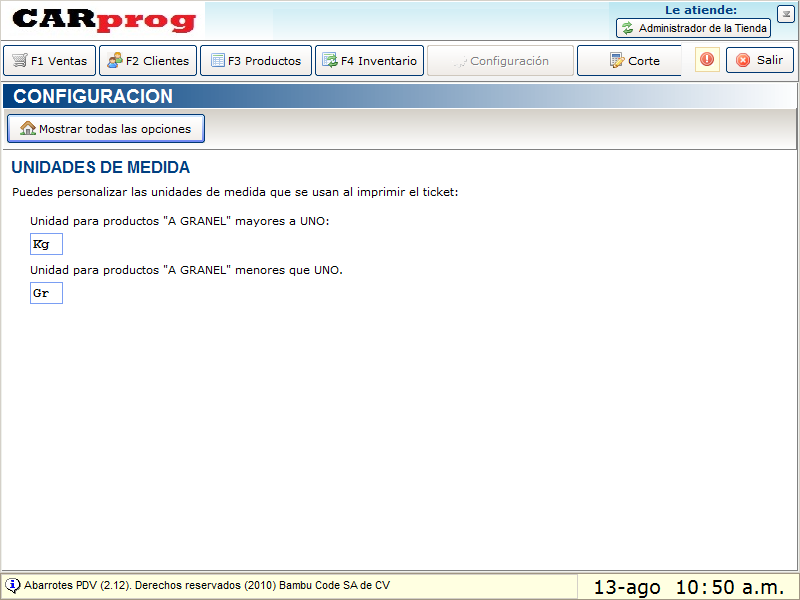 CARprog
Le atiende:
Administrador de la Tienda
F1 Ventas
F2 Clientes
F3 Productos
F4 Inventario
Configuración
Corte
Salir
CONFIGURACION
Mostrar todas las opciones
UNIDADES DE MEDIDA
Puedes personalizar las unidades de medida que se usan al imprimir el ticket:
Unidad para productos "A GRANEL" mayores a UNO:
Kg
Unidad para productos "A GRANEL" menores que UNO.
Gr
Abarrotes PDV (2.12). Derechos reservados (2010) Bambu Code SA de CV
13-ago 10:50 a.m.